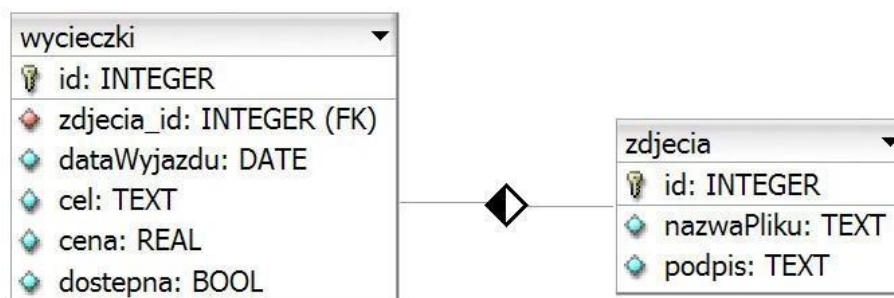 wycieczki
id: INTEGER
zdjecia_id: INTEGER (FK)
dataWyjazdu: DATE
cel: TEXT
cena: REAL
dostepna: BOOL
zdjecia
id: INTEGER
nazwaPliku: TEXT
podpis: TEXT